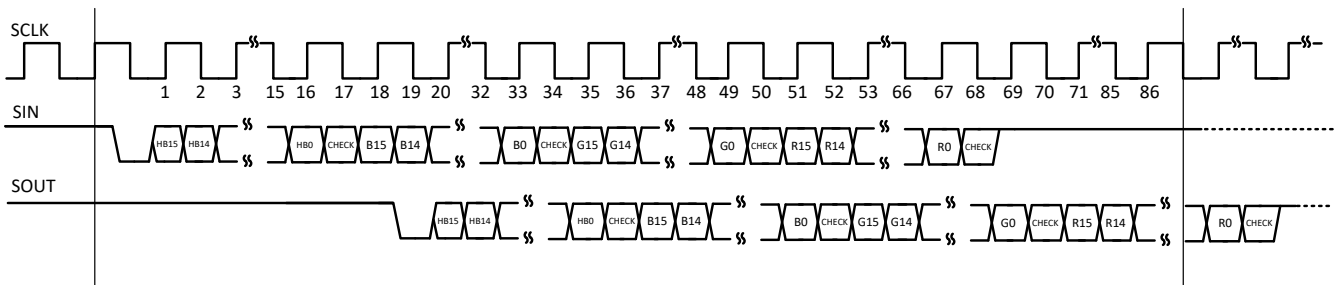 SCLK
1 2 3 15 16 17 18 19 20 32 33 34 35 36 37 48 49 50 51 52 53 66 67 68 69 70 71 85 86
SIN
HB15 HB14 HB0 CHECK B15 B14 B0 CHECK G15 G14 G0 CHECK R15 R14 R0 CHECK
SOUT
HB15 HB14 HB0 CHECK B15 B14 B0 CHECK G15 G14 G0 CHECK R15 R14 R0 CHECK